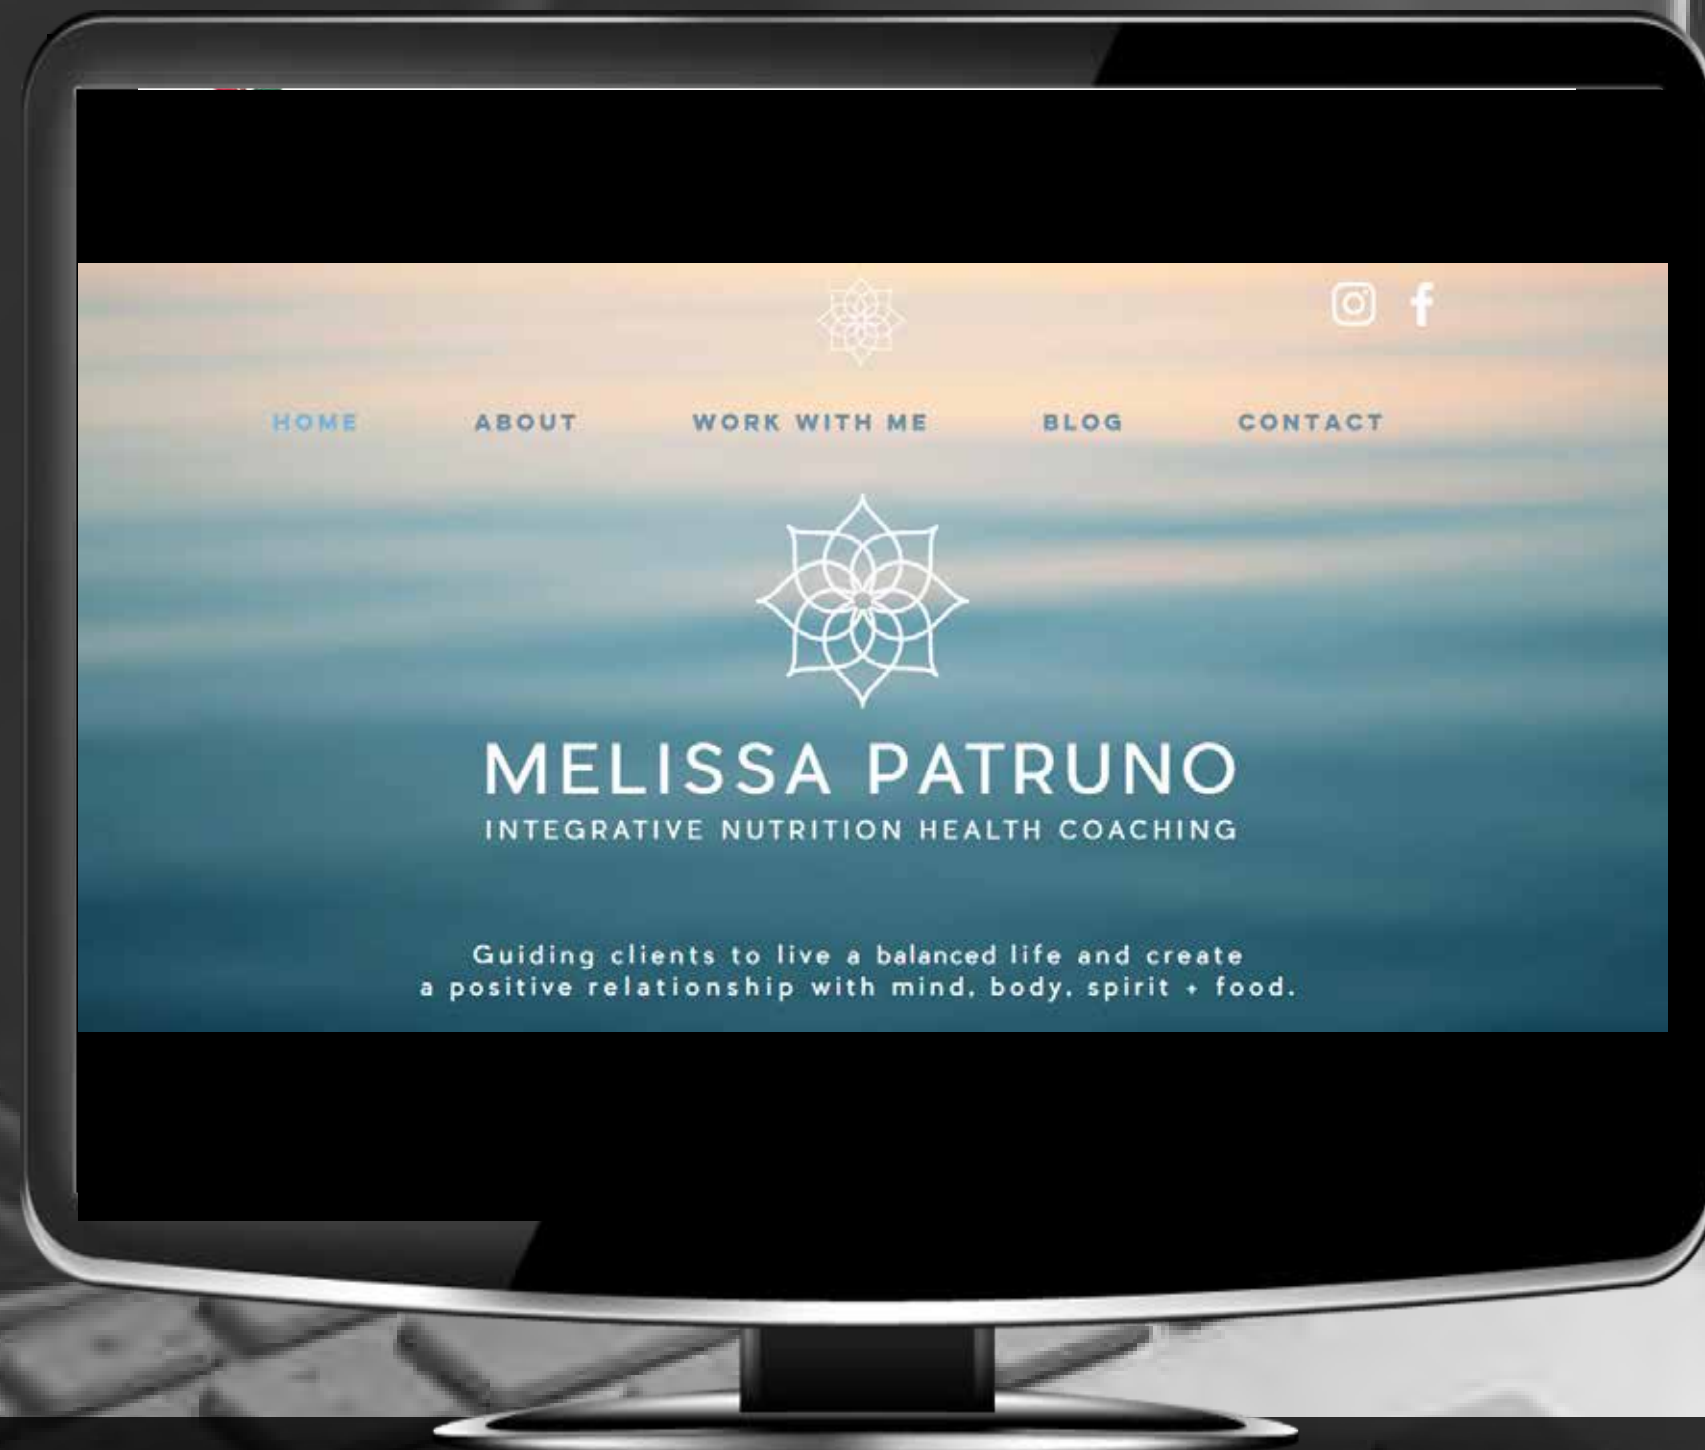 HOME ABOUT WORK WITH ME BLOG CONTACT
MELISSA PATRUNO
INTEGRATIVE NUTRITION HEALTH COACHING
Guiding clients to live a balanced life and create
a positive relationship with mind, body, spirit + food.